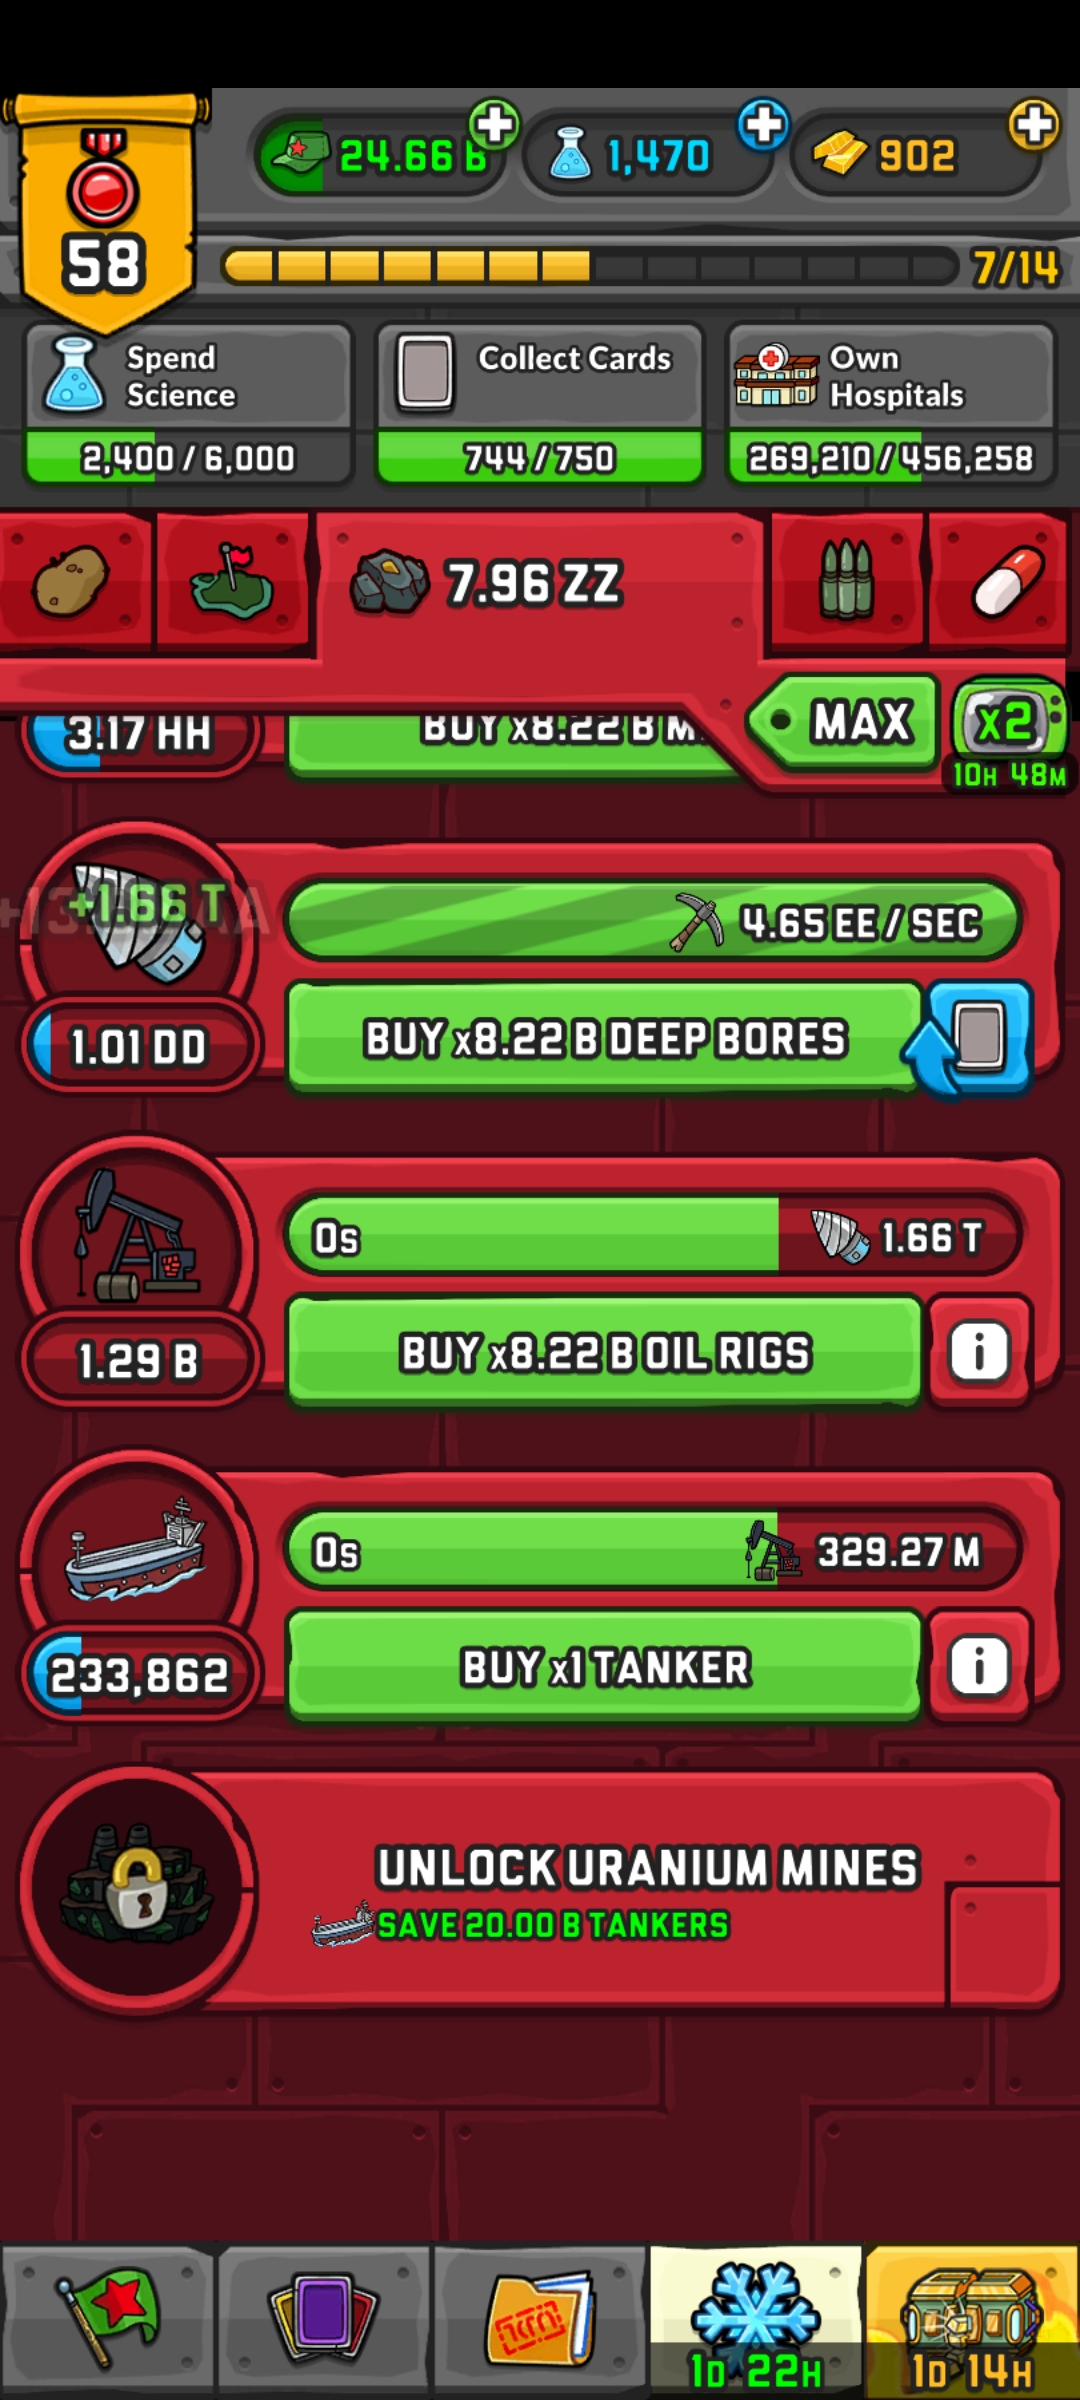 58
24.66 B
1,470
902
7/14
Spend
Science
2,400 / 6,000
Collect Cards
744 / 750
Own
Hospitals
269,210 / 456,258
7.96 ZZ
MAX
x2
10H 48M
3.17 HH
BUY x8.22 B M
+1.66 T
4.65 EE / SEC
1.01 DD
BUY x8.22 B DEEP BORES
0s
1.66 T
1.29 B
BUY x8.22 B OIL RIGS
i
0s
329.27 M
233,862
BUY x1 TANKER
i
UNLOCK URANIUM MINES
SAVE 20.00 B TANKERS
1D 22H
1D 14H